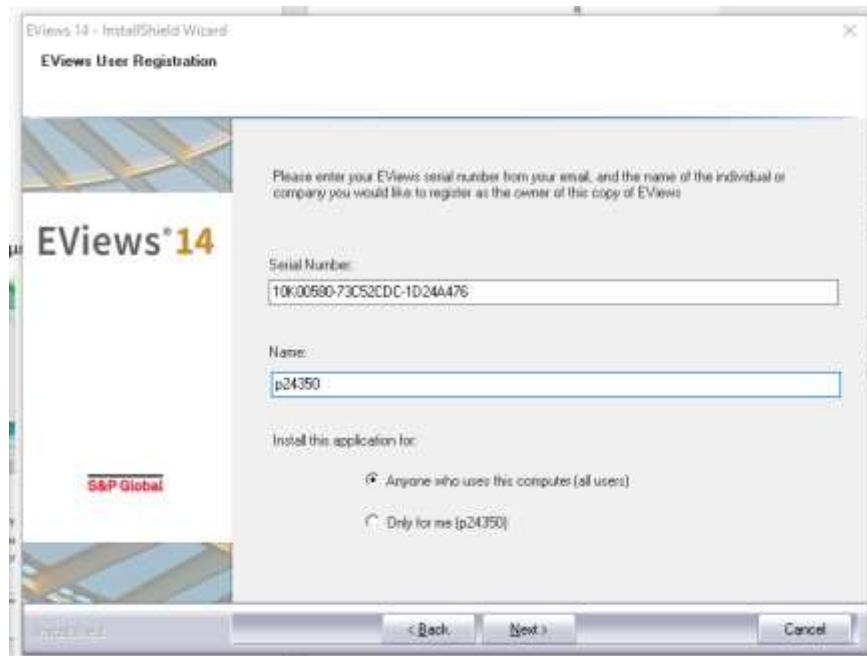 EViews 14 - InstallShield Wizard
EViews User Registration
Please enter your EViews serial number from your email, and the name of the individual or
company you would like to register as the owner of this copy of EViews
EViews®14
Serial Number:
10K00580-73C52CDC-1D24A476
Name:
p24350
Install this application for:
Anyone who uses this computer (all users)
S&P Global
Only for me (p24350)
InstallShield
< Back
Next >
Cancel